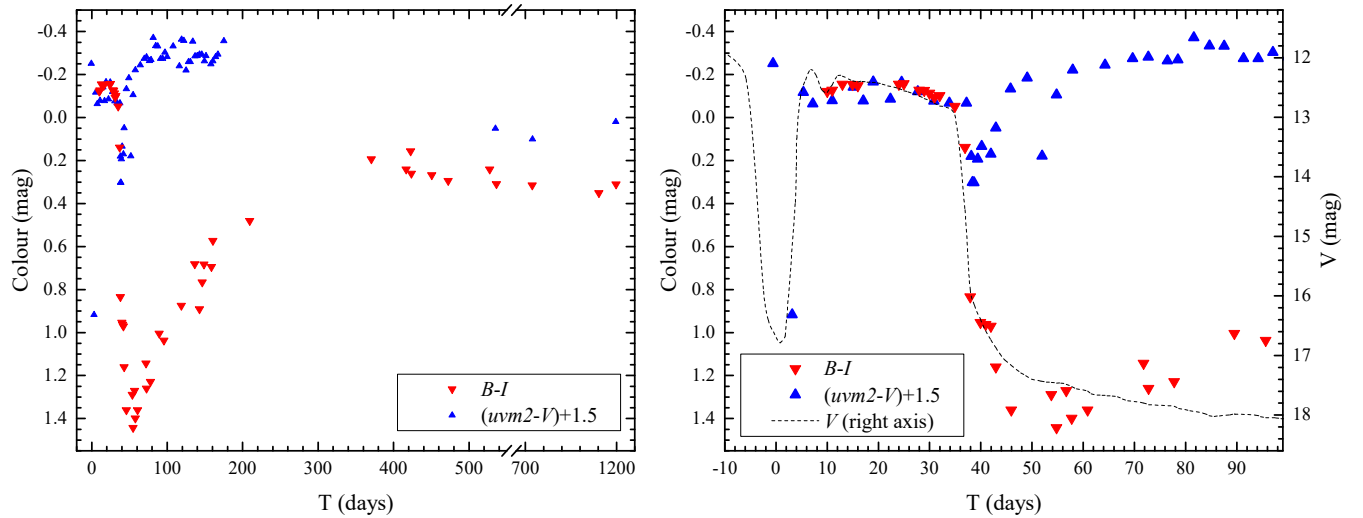 -0.4
-0.2
0.0
0.2
0.4
0.6
0.8
1.0
1.2
1.4
Colour (mag)
0 100 200 300 400 500 700 1200
T (days)
B-I
(uvm2-V)+1.5
-0.4
-0.2
0.0
0.2
0.4
0.6
0.8
1.0
1.2
1.4
Colour (mag)
-10 0 10 20 30 40 50 60 70 80 90
T (days)
B-I
(uvm2-V)+1.5
V (right axis)
12
13
14
15
16
17
18
V (mag)